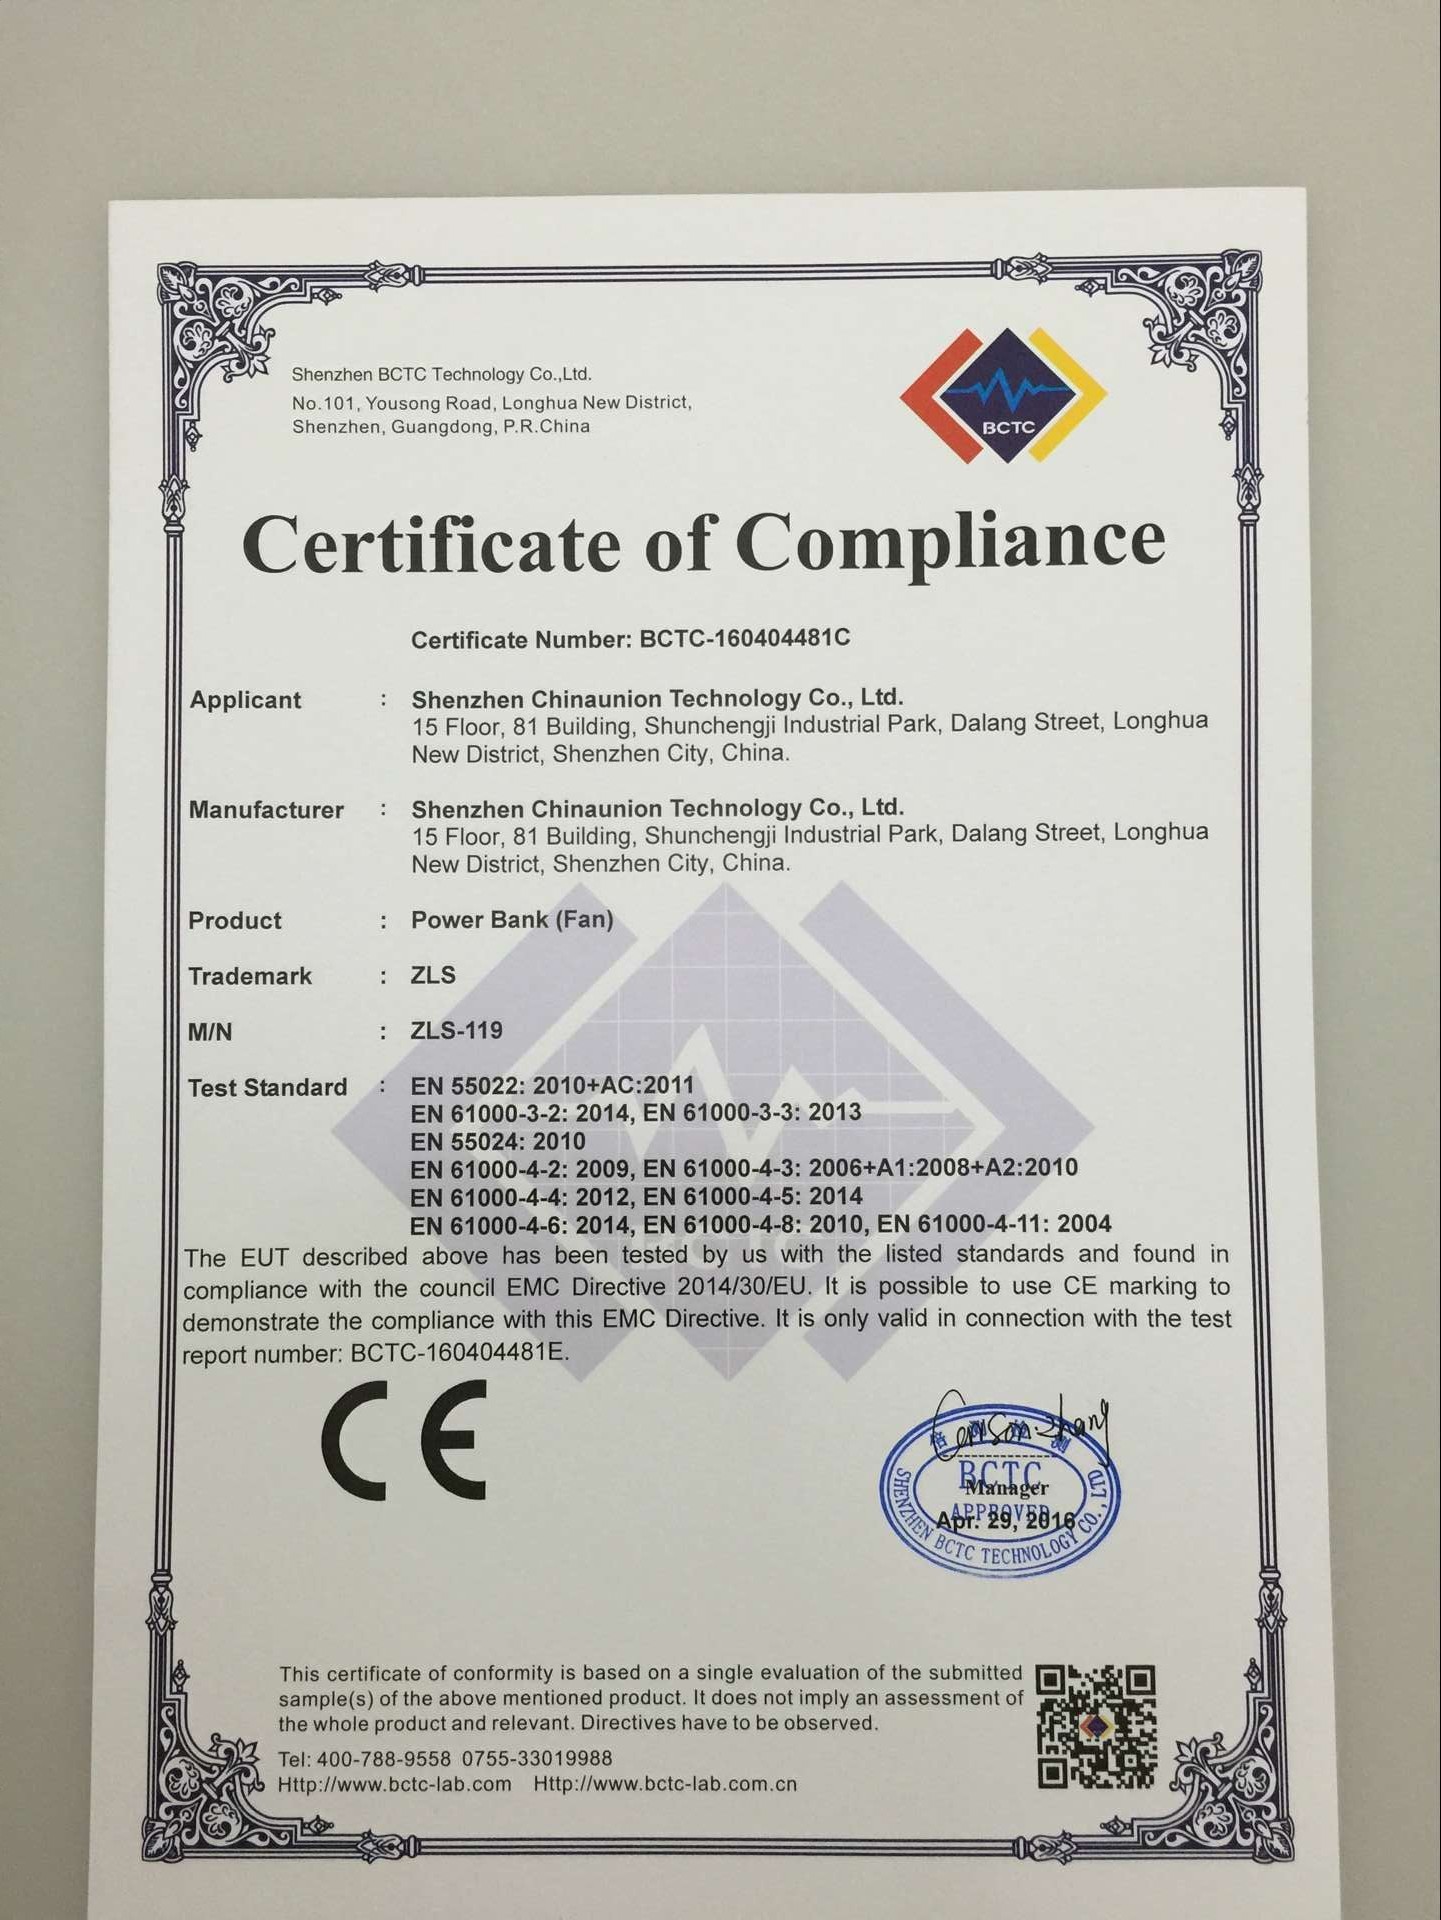 Shenzhen BCTC Technology Co.,Ltd.
No.101, Yousong Road, Longhua New District,
Shenzhen, Guangdong, P.R.China
BCTC
Certificate of Compliance
Certificate Number: BCTC-160404481C
Applicant : Shenzhen Chinaunion Technology Co., Ltd.
15 Floor, 81 Building, Shunchengji Industrial Park, Dalang Street, Longhua
New District, Shenzhen City, China.
Manufacturer : Shenzhen Chinaunion Technology Co., Ltd.
15 Floor, 81 Building, Shunchengji Industrial Park, Dalang Street, Longhua
New District, Shenzhen City, China.
Product : Power Bank (Fan)
Trademark : ZLS
M/N : ZLS-119
Test Standard : EN 55022: 2010+AC:2011
EN 61000-3-2: 2014, EN 61000-3-3: 2013
EN 55024: 2010
EN 61000-4-2: 2009, EN 61000-4-3: 2006+A1:2008+A2:2010
EN 61000-4-4: 2012, EN 61000-4-5: 2014
EN 61000-4-6: 2014, EN 61000-4-8: 2010, EN 61000-4-11: 2004
BCTC
The EUT described above has been tested by us with the listed standards and found in
compliance with the council EMC Directive 2014/30/EU. It is possible to use CE marking to
demonstrate the compliance with this EMC Directive. It is only valid in connection with the test
report number: BCTC-160404481E.
CE
BCTC
Manager
APPROVED
Apr. 29, 2016
SHENZHEN BCTC TECHNOLOGY CO., LTD
This certificate of conformity is based on a single evaluation of the submitted
sample(s) of the above mentioned product. It does not imply an assessment of
the whole product and relevant. Directives have to be observed.
Tel: 400-788-9558 0755-33019988
Http://www.bctc-lab.com Http://www.bctc-lab.com.cn